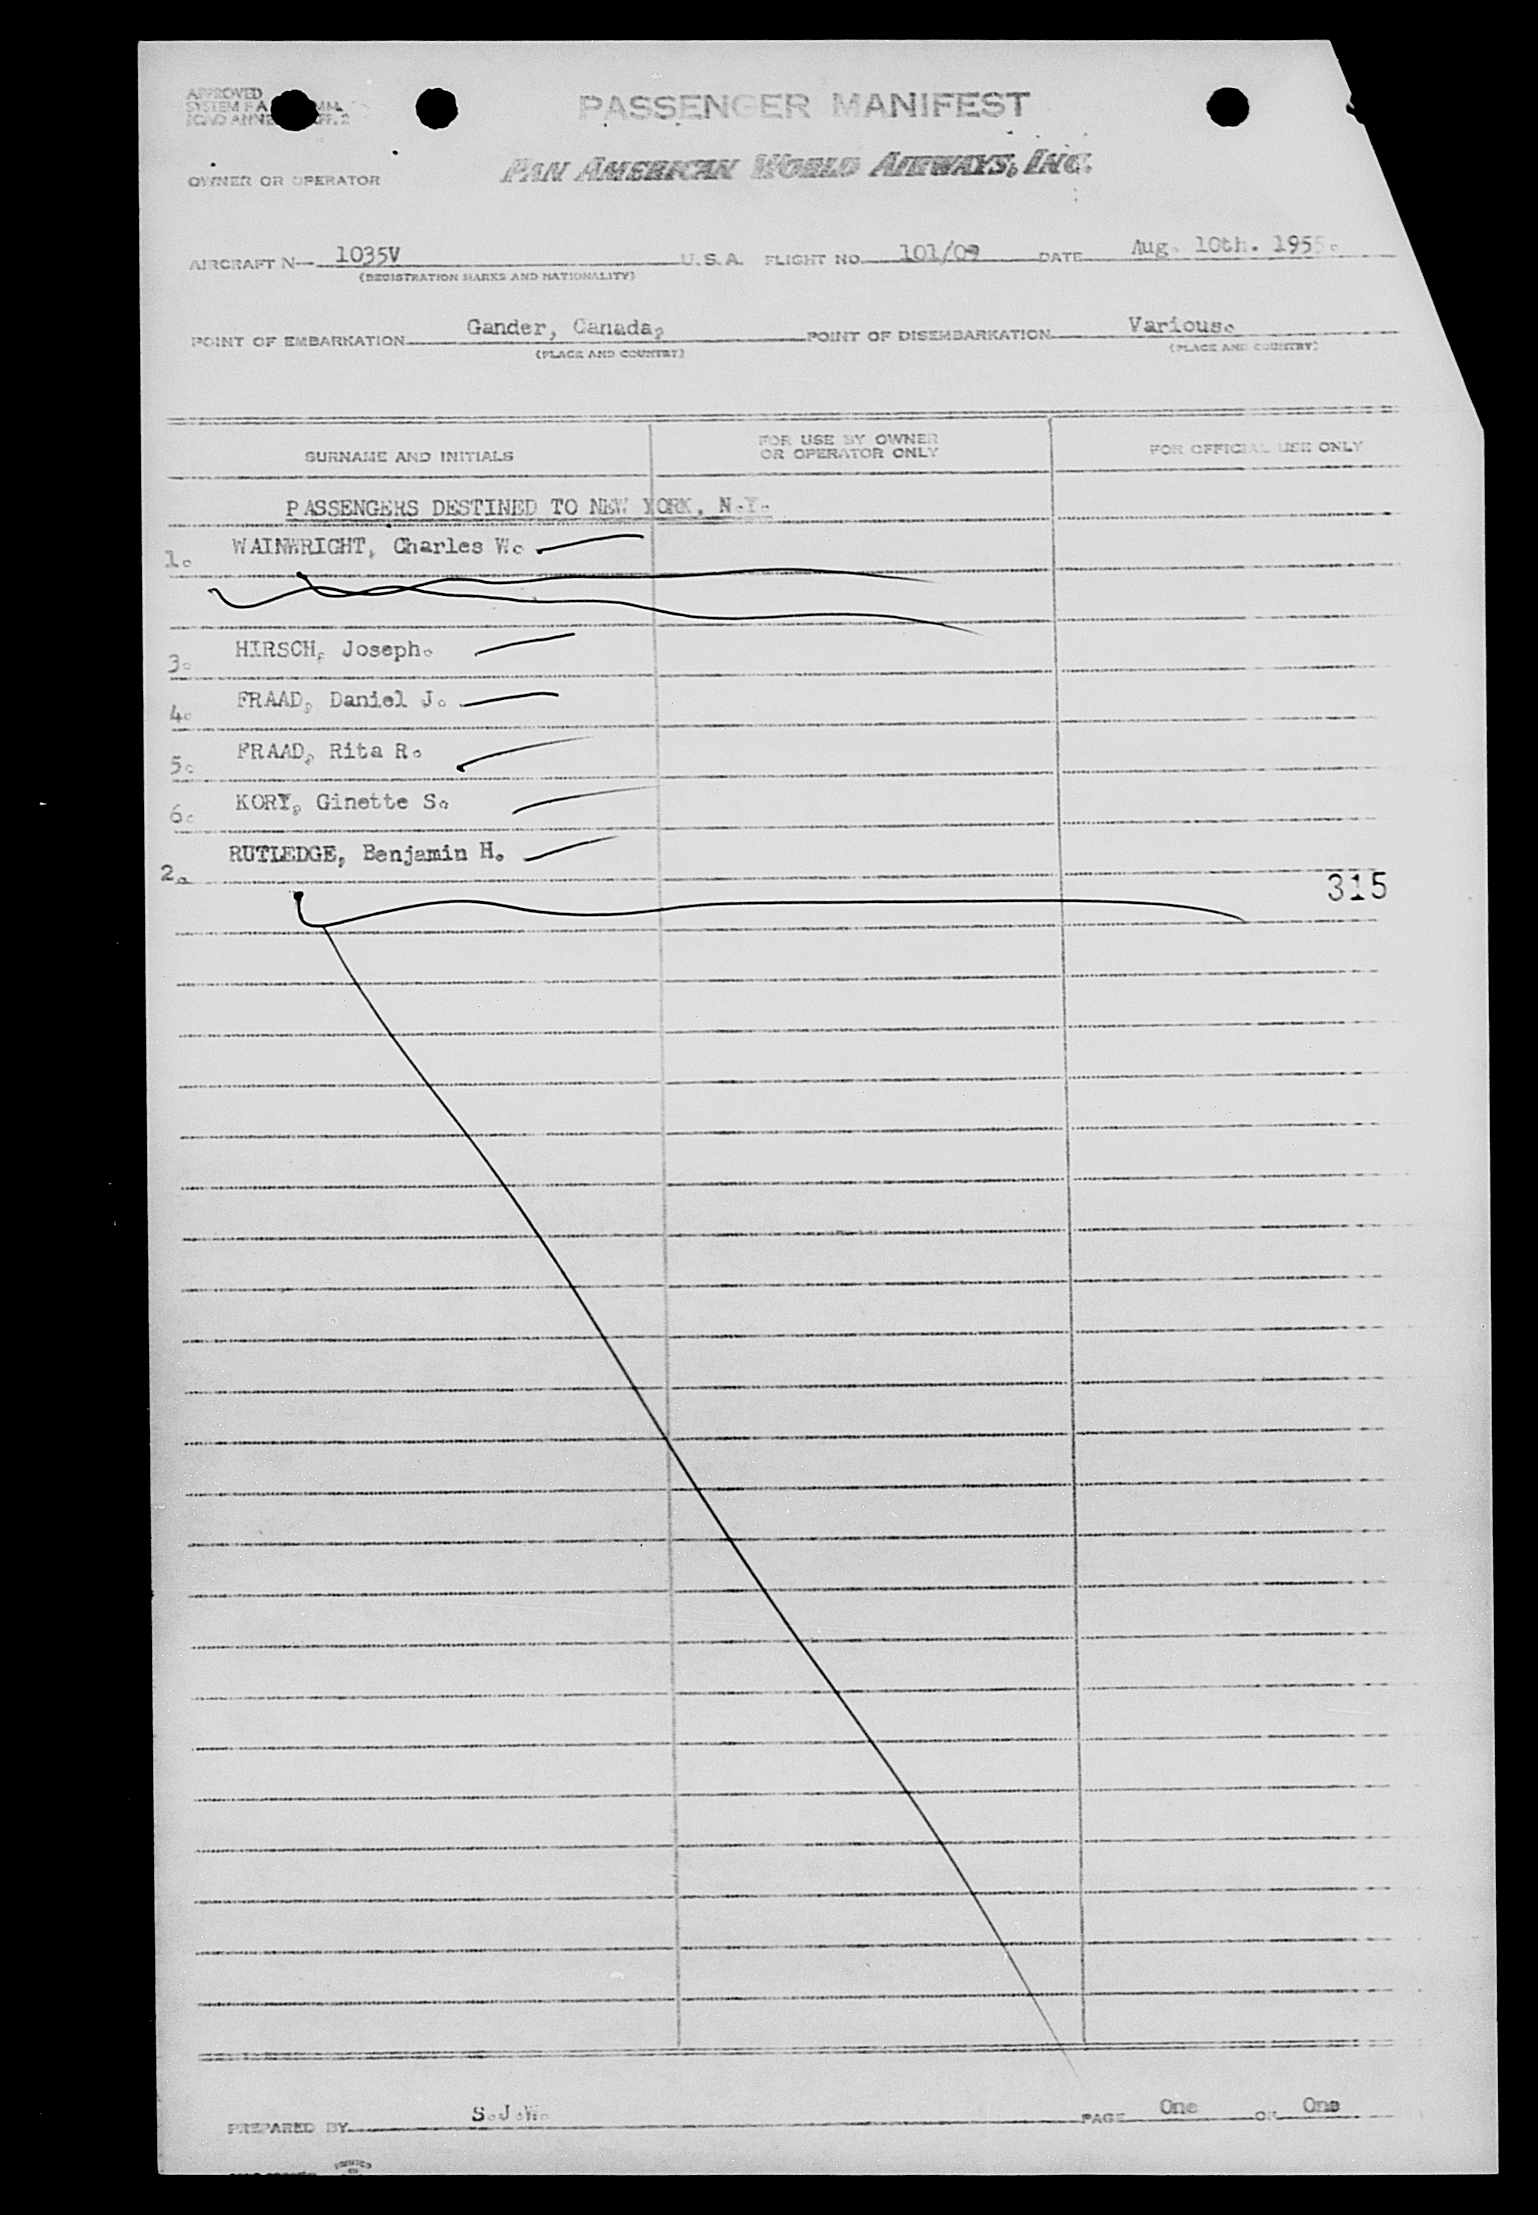 APPROVED
SYSTEM
PASSENGER MANIFEST
PAN AMERICAN WORLD AIRWAYS, INC.
OWNER OR OPERATOR
AIRCRAFT N— 1035V U.S.A. FLIGHT NO. 101/09 DATE Aug. 10th. 1955.
(REGISTRATION MARKS AND NATIONALITY)
POINT OF EMBARKATION Gander, Canada, POINT OF DISEMBARKATION Various.
(PLACE AND COUNTRY) (PLACE AND COUNTRY)
SURNAME AND INITIALS FOR USE BY OWNER OR OPERATOR ONLY FOR OFFICIAL USE ONLY
PASSENGERS DESTINED TO NEW YORK, N.Y.
1. WAINWRIGHT, Charles W.
3. HIRSCH, Joseph.
4. FRAAD, Daniel J.
5. FRAAD, Rita R.
6. KORY, Ginette S.
2. RUTLEDGE, Benjamin H.
315
PREPARED BY S.J.W. PAGE One OF One